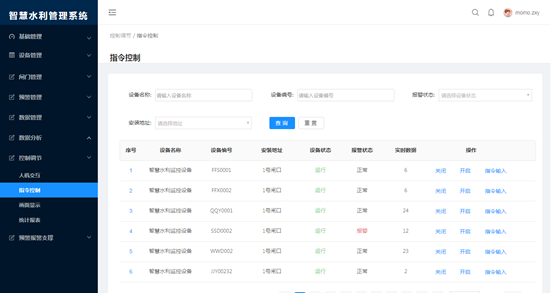 智慧水利管理系统
momo.zxy
基础管理
设备管理
闸门管理
预警管理
数据管理
数据分析
控制调节
人机交互
指令控制
画面显示
统计报表
预警报警支撑
控制调节 / 指令控制
指令控制
设备名称: 请输入设备名称 设备编号: 请输入设备编号 报警状态: 请选择设备状态
安装地址: 请选择地址 查 询 重 置
序号 设备名称 设备编号 安装地址 设备状态 报警状态 实时数据 操作
1 智慧水利监控设备 FFS0001 1号闸口 运行 正常 6 关闭 开启 指令输入
2 智慧水利监控设备 FFX0002 1号闸口 运行 正常 6 关闭 开启 指令输入
3 智慧水利监控设备 QQY0001 1号闸口 运行 正常 24 关闭 开启 指令输入
4 智慧水利监控设备 SSD0002 1号闸口 运行 报警 12 关闭 开启 指令输入
5 智慧水利监控设备 WWD002 1号闸口 运行 正常 23 关闭 开启 指令输入
6 智慧水利监控设备 JJY00232 1号闸口 运行 正常 2 关闭 开启 指令输入